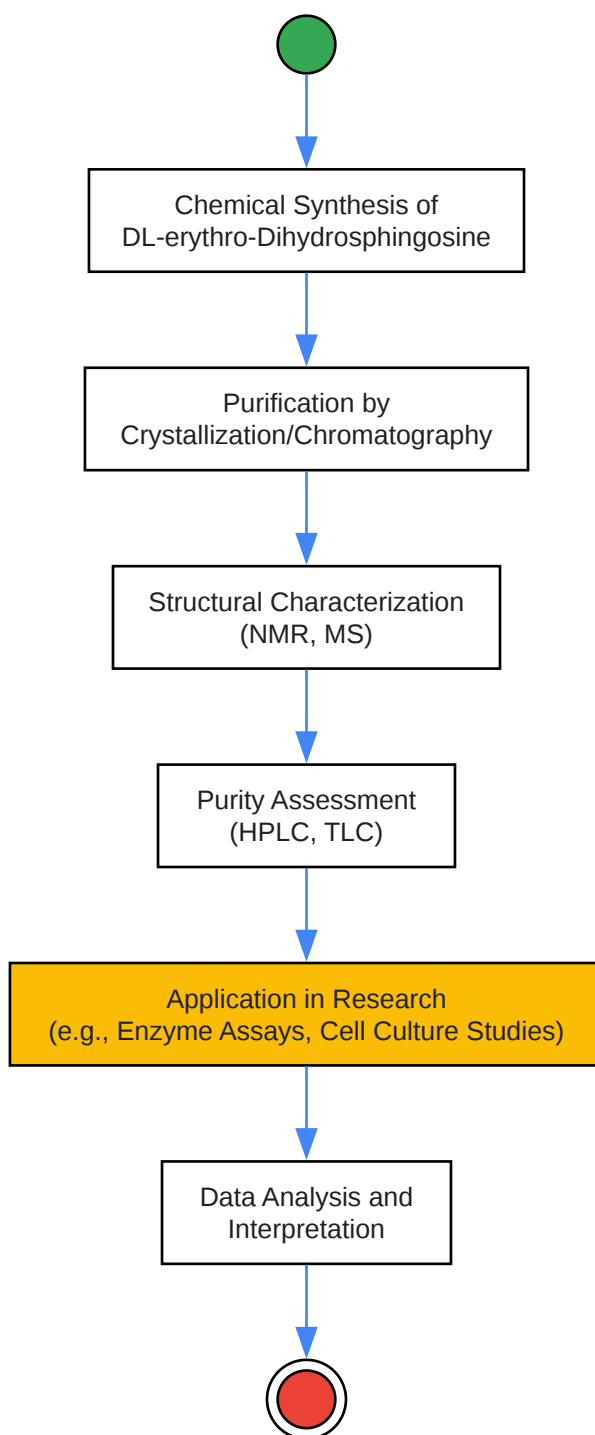 Chemical Synthesis of
DL-erythro-Dihydrosphingosine
Purification by
Crystallization/Chromatography
Structural Characterization
(NMR, MS)
Purity Assessment
(HPLC, TLC)
Application in Research
(e.g., Enzyme Assays, Cell Culture Studies)
Data Analysis and
Interpretation